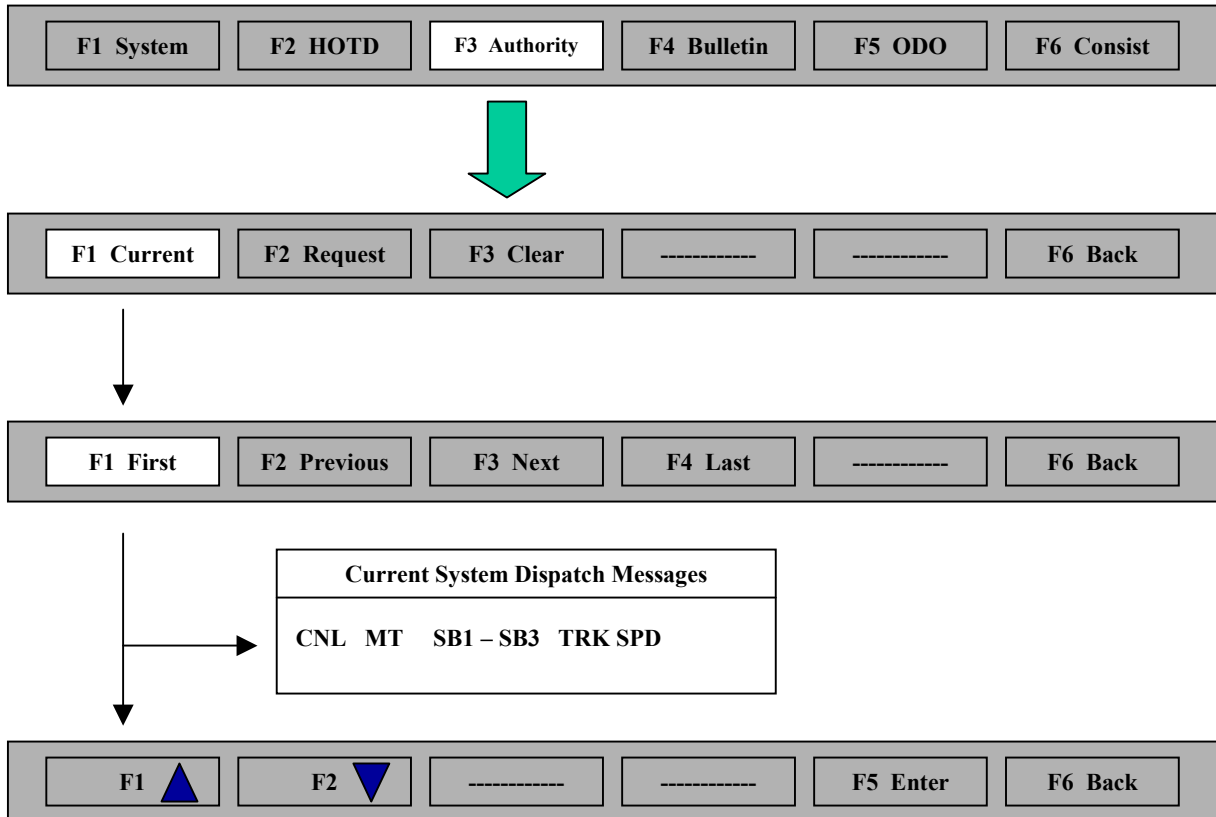 F1 System F2 HOTD F3 Authority F4 Bulletin F5 ODO F6 Consist
F1 Current F2 Request F3 Clear ------------ ------------ F6 Back
F1 First F2 Previous F3 Next F4 Last ------------ F6 Back
Current System Dispatch Messages
CNL MT SB1 – SB3 TRK SPD
F1 F2 ------------ ------------ F5 Enter F6 Back